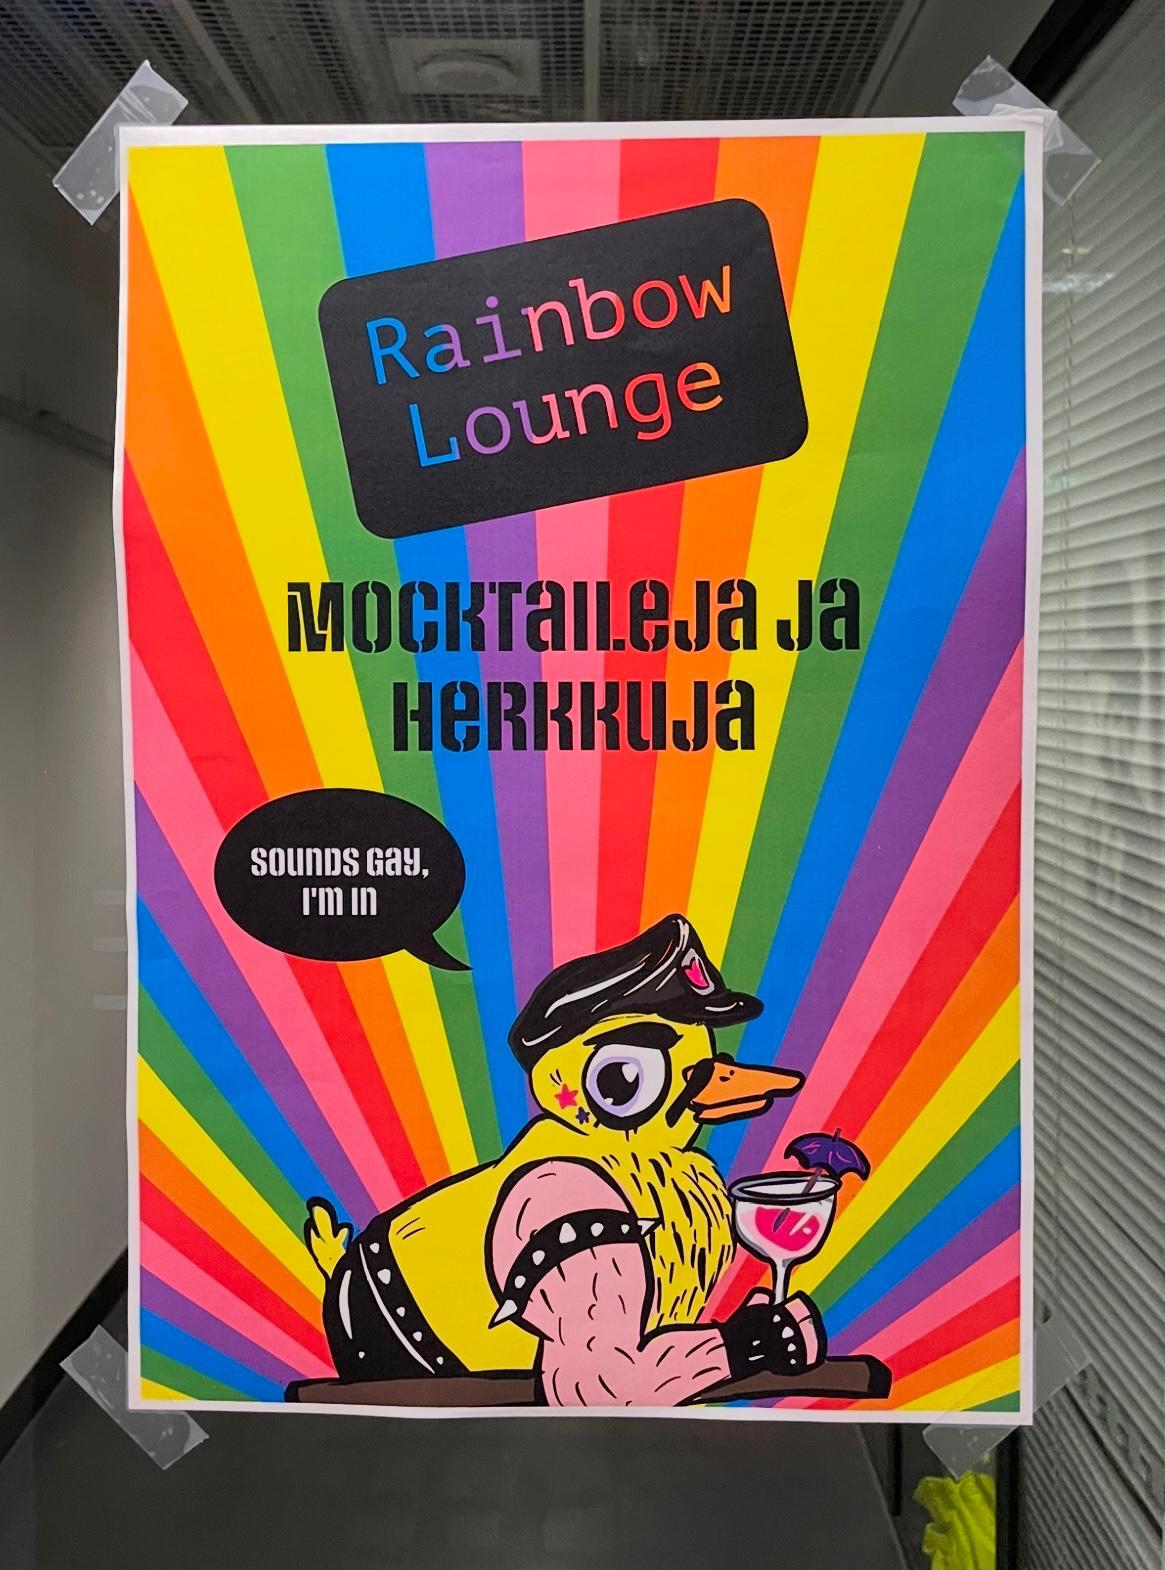 Rainbow
Lounge
MOCKTaILeJa Ja
HeRKKUJa
SOUNDS Gay,
I'M IN